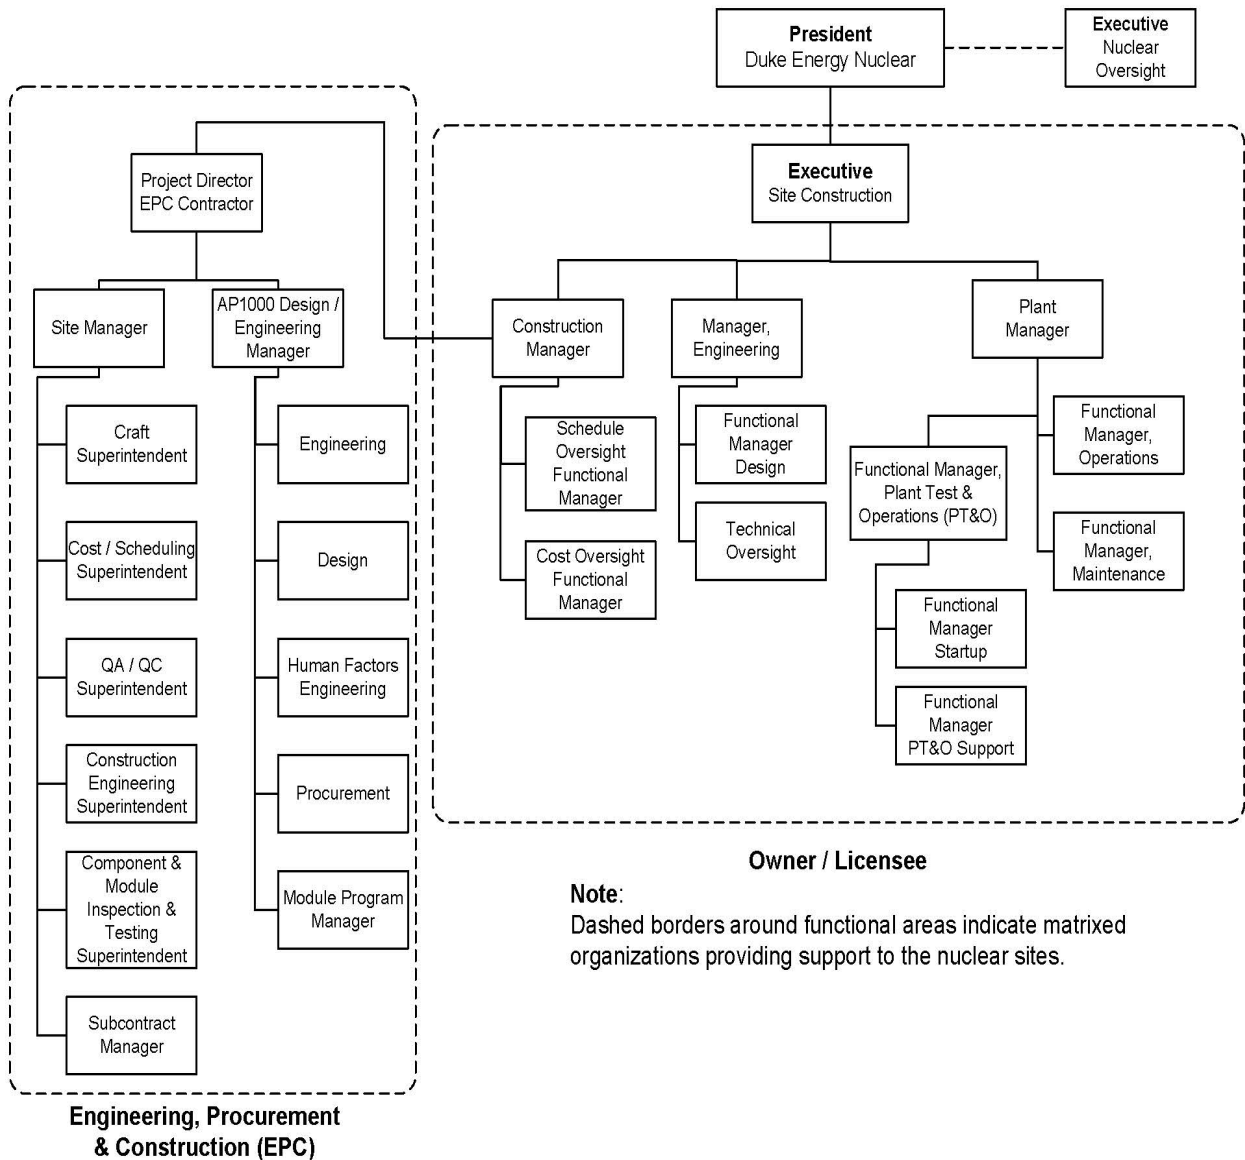 President
Duke Energy Nuclear
Executive
Nuclear
Oversight
Executive
Site Construction
Project Director
EPC Contractor
Site Manager
AP1000 Design /
Engineering
Manager
Construction
Manager
Manager,
Engineering
Plant
Manager
Craft
Superintendent
Cost / Scheduling
Superintendent
QA / QC
Superintendent
Construction
Engineering
Superintendent
Component &
Module
Inspection &
Testing
Superintendent
Subcontract
Manager
Engineering
Design
Human Factors
Engineering
Procurement
Module Program
Manager
Schedule
Oversight
Functional
Manager
Cost Oversight
Functional
Manager
Functional
Manager
Design
Technical
Oversight
Functional Manager,
Plant Test &
Operations (PT&O)
Functional
Manager
Startup
Functional
Manager
PT&O Support
Functional
Manager,
Operations
Functional
Manager,
Maintenance
Owner / Licensee
Note:
Dashed borders around functional areas indicate matrixed
organizations providing support to the nuclear sites.
Engineering, Procurement
& Construction (EPC)